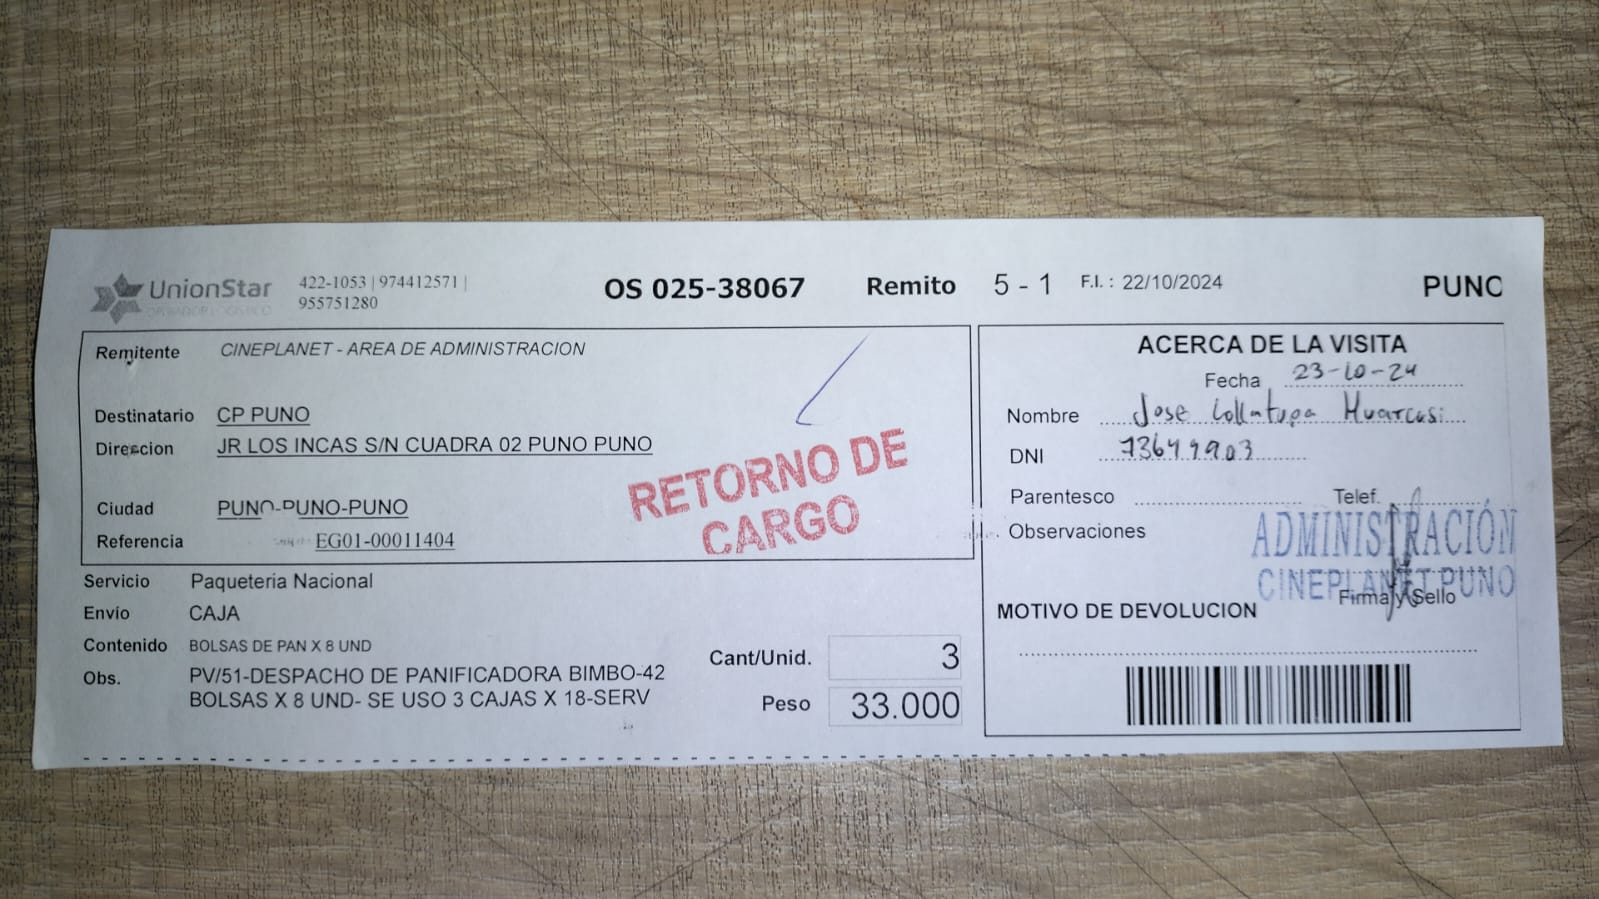 UnionStar
OPERADOR LOGISTICO
422-1053 | 974412571 |
955751280
OS 025-38067
Remito 5 - 1
F.I. : 22/10/2024
PUNO
Remitente CINEPLANET - AREA DE ADMINISTRACION
Destinatario CP PUNO
Direccion JR LOS INCAS S/N CUADRA 02 PUNO PUNO
Ciudad PUNO-PUNO-PUNO
Referencia EG01-00011404
RETORNO DE
CARGO
Servicio Paqueteria Nacional
Envío CAJA
Contenido BOLSAS DE PAN X 8 UND
Obs. PV/51-DESPACHO DE PANIFICADORA BIMBO-42
BOLSAS X 8 UND- SE USO 3 CAJAS X 18-SERV
Cant/Unid. 3
Peso 33.000
ACERCA DE LA VISITA
Fecha 23-10-24
Nombre Jose Collatupa Huarcasi
DNI
Parentesco Telef.
Observaciones
ADMINISTRACIÓN
CINEPLANET PUNO
Firma y Sello
MOTIVO DE DEVOLUCION